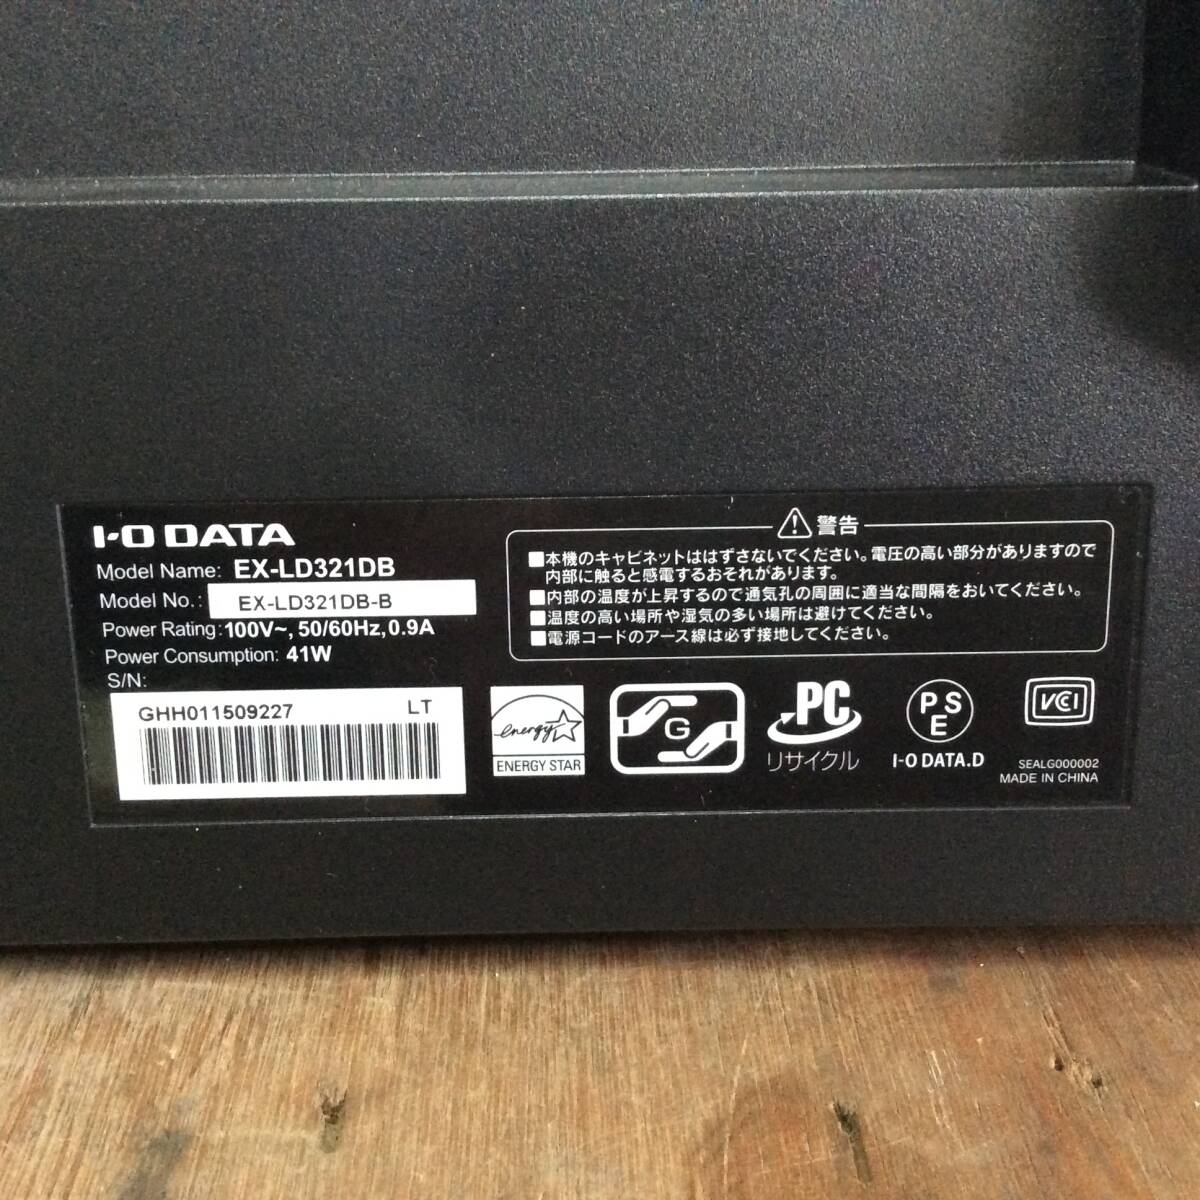 I-O DATA
Model Name: EX-LD321DB
Model No.: EX-LD321DB-B
Power Rating: 100V~, 50/60Hz, 0.9A
Power Consumption: 41W
S/N:
GHH011509227 LT
警告
■本機のキャビネットははずさないでください。電圧の高い部分がありますので
内部に触ると感電するおそれがあります。
■内部の温度が上昇するので通気孔の周囲に適当な間隔をおいてください。
■温度の高い場所や湿気の多い場所は避けてください。
■電源コードのアース線は必ず接地してください。
energy
ENERGY STAR
G
PC
リサイクル
PS
E
I-O DATA.D
VCCI
SEALG000002
MADE IN CHINA